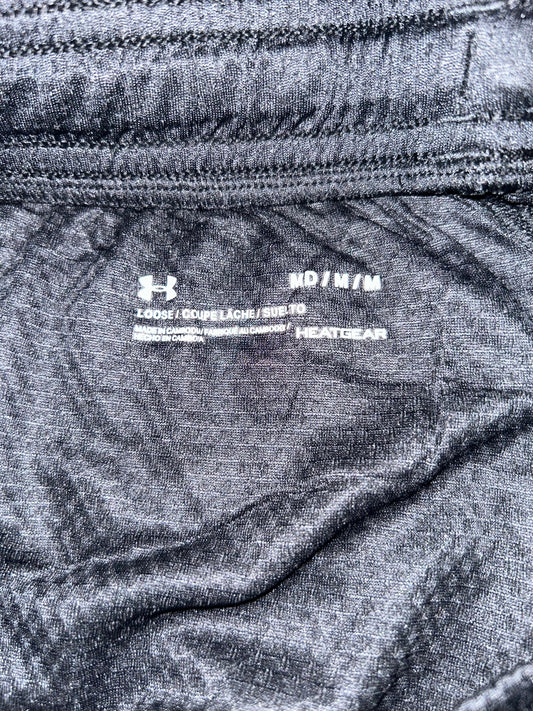 MD / M / M
LOOSE / COUPE LÂCHE / SUELTO
MADE IN CAMBODIA / FABRIQUÉ AU CAMBODGE /
HECHO EN CAMBOYA
HEATGEAR